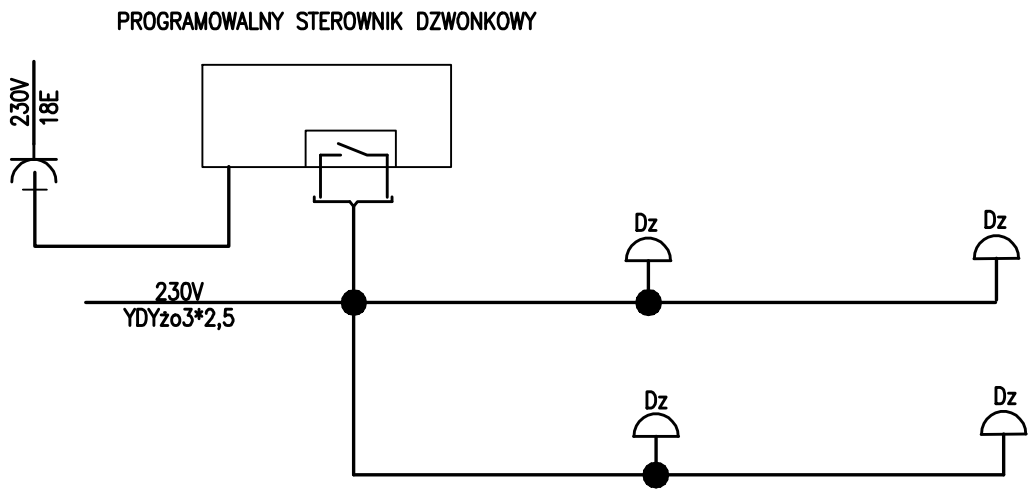 PROGRAMOWALNY STEROWNIK DZWONKOWY
230V
18E
Dz
Dz
230V
YDYżo3*2,5
Dz
Dz